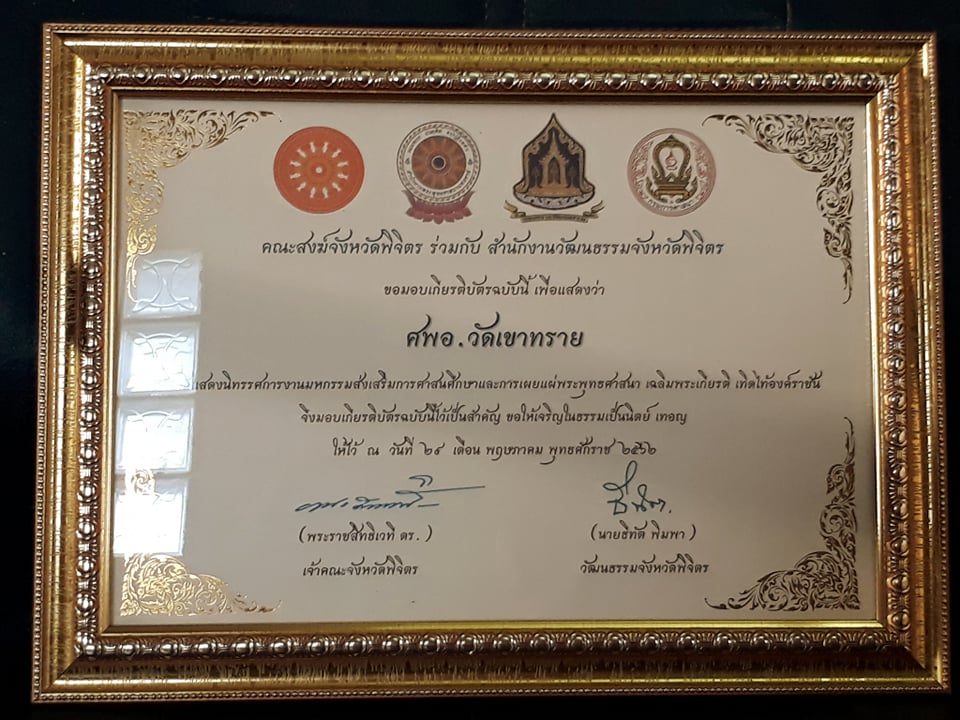 คณะสงฆ์จังหวัดพิจิตร ร่วมกับ สำนักงานวัฒนธรรมจังหวัดพิจิตร
ขอมอบเกียรติบัตรฉบับนี้ เพื่อแสดงว่า
ศพอ.วัดเขาทราย
แสดงนิทรรศการงานมหกรรมส่งเสริมการศาสนศึกษาและการเผยแผ่พระพุทธศาสนา เฉลิมพระเกียรติ เทิดไท้องค์ราชัน
จึงมอบเกียรติบัตรฉบับนี้ไว้เป็นสำคัญ ขอให้เจริญในธรรมเป็นนิตย์ เทอญ
ให้ไว้ ณ วันที่ ๒๙ เดือน พฤษภาคม พุทธศักราช ๒๕๖๒
(พระราชสิทธิเวที ดร.) (นายธิทัต พิมพา)
เจ้าคณะจังหวัดพิจิตร วัฒนธรรมจังหวัดพิจิตร